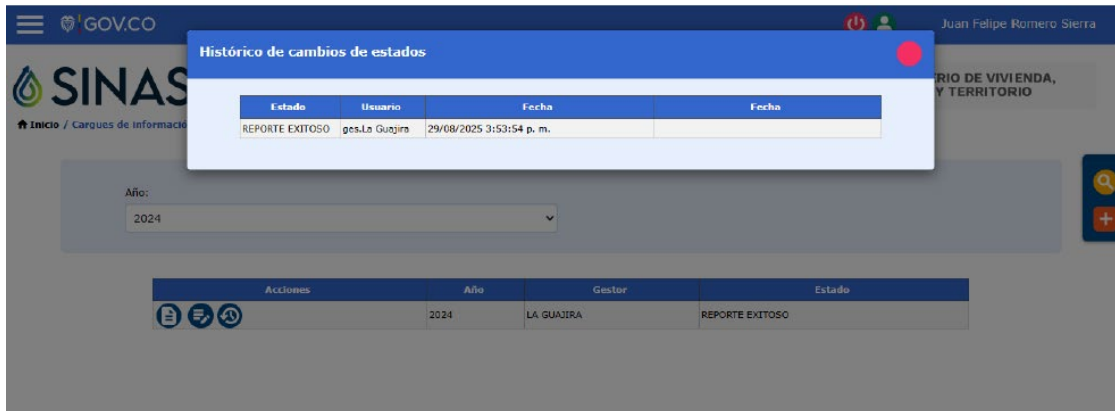 GOV.CO
Juan Felipe Romero Sierra
Histórico de cambios de estados
SINAS
RIO DE VIVIENDA,
Y TERRITORIO
Estado Usuario Fecha Fecha
REPORTE EXITOSO ges.La Guajira 29/08/2025 3:53:54 p. m.
Inicio / Cargues de informació
Año:
2024
Acciones Año Gestor Estado
2024 LA GUAJIRA REPORTE EXITOSO